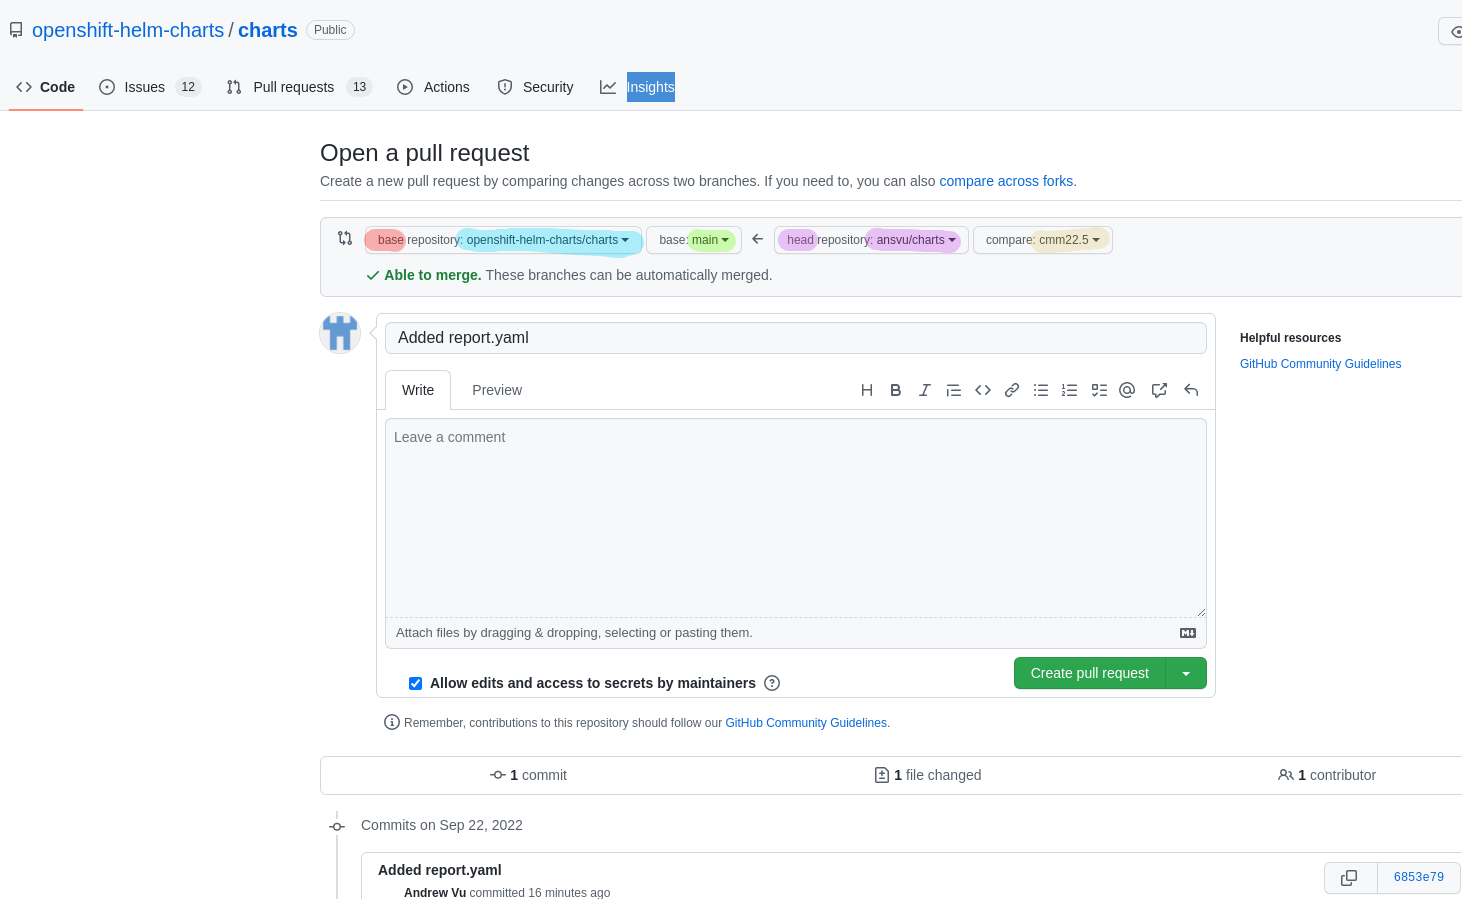 openshift-helm-charts / charts Public
Code Issues 12 Pull requests 13 Actions Security Insights
Open a pull request
Create a new pull request by comparing changes across two branches. If you need to, you can also compare across forks.
base repository: openshift-helm-charts/charts base: main head repository: ansvu/charts compare: cmm22.5
Able to merge. These branches can be automatically merged.
Added report.yaml
Helpful resources
GitHub Community Guidelines
Write Preview
Leave a comment
Attach files by dragging & dropping, selecting or pasting them.
Allow edits and access to secrets by maintainers
Create pull request
Remember, contributions to this repository should follow our GitHub Community Guidelines.
1 commit 1 file changed 1 contributor
Commits on Sep 22, 2022
Added report.yaml
6853e79
Andrew Vu committed 16 minutes ago